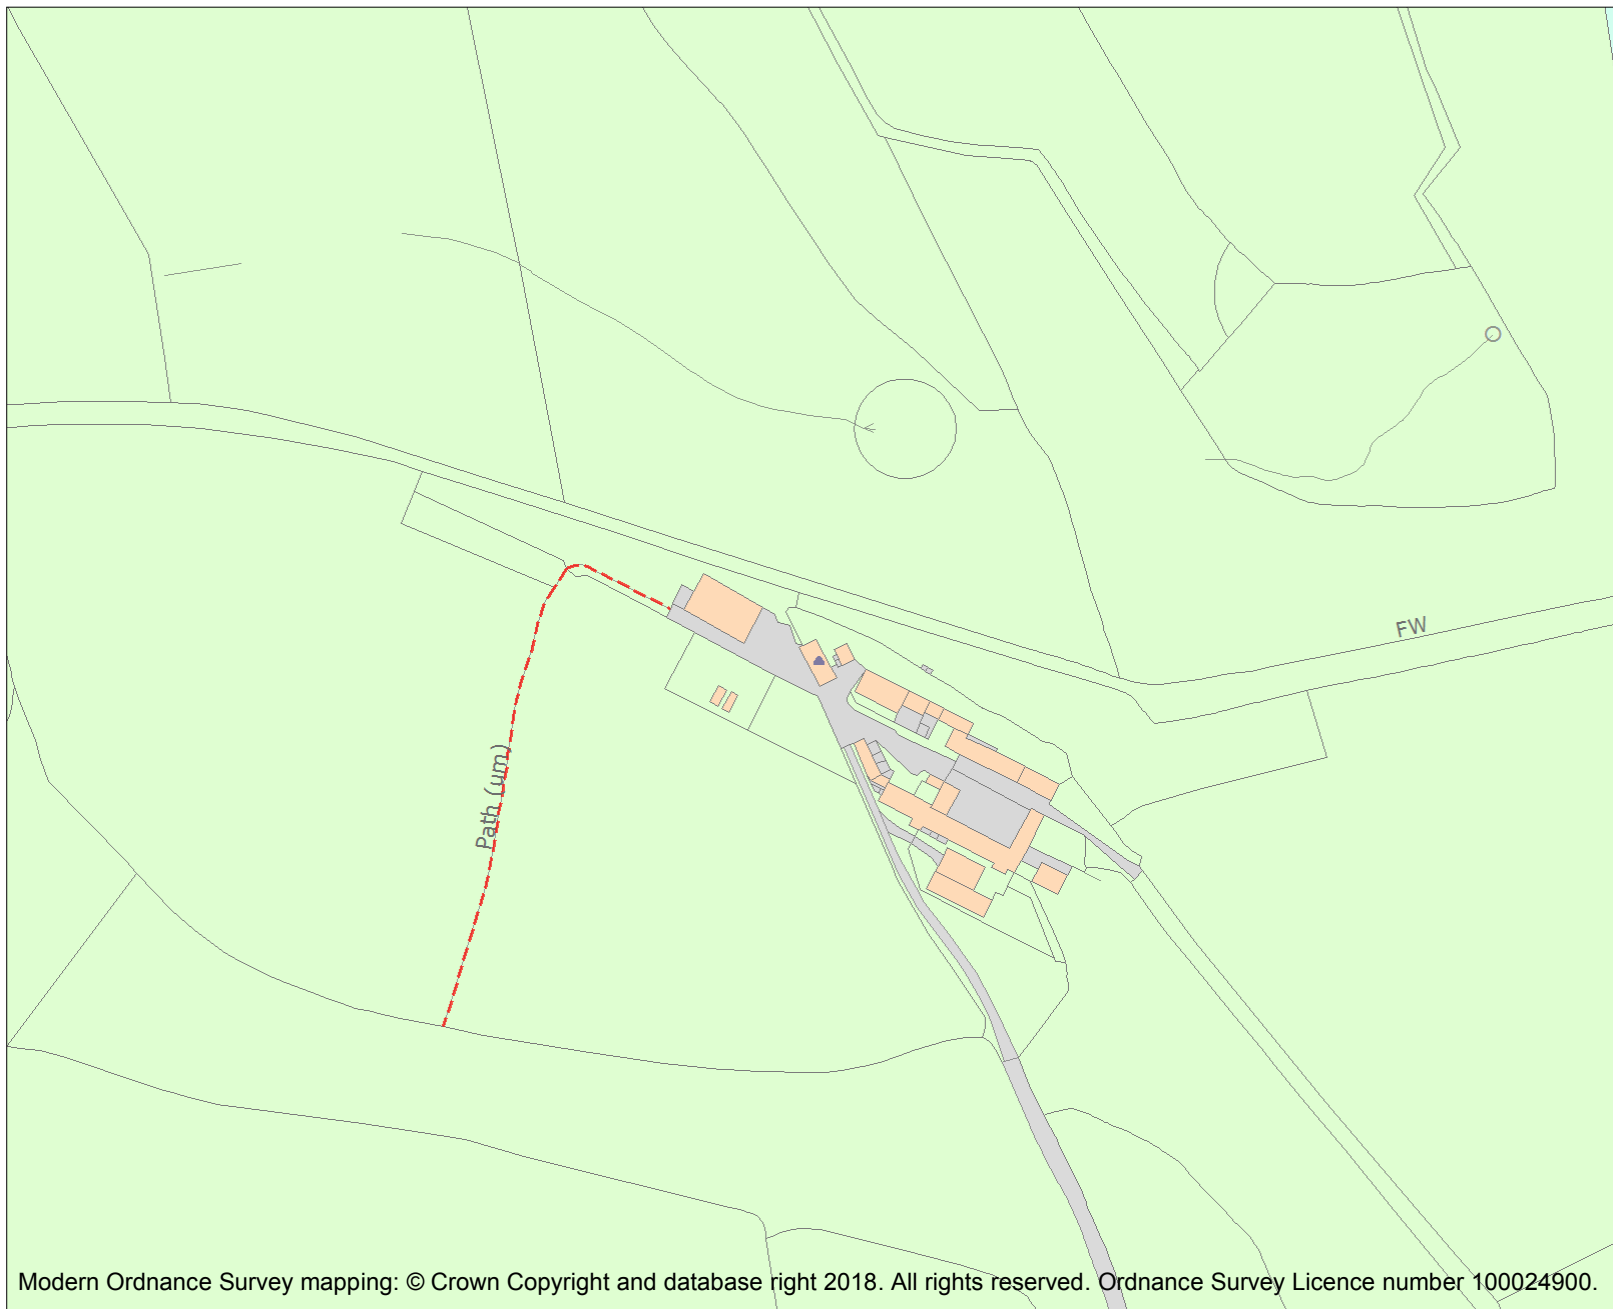 FW
Path (um)
Modern Ordnance Survey mapping: © Crown Copyright and database right 2018. All rights reserved. Ordnance Survey Licence number 100024900.